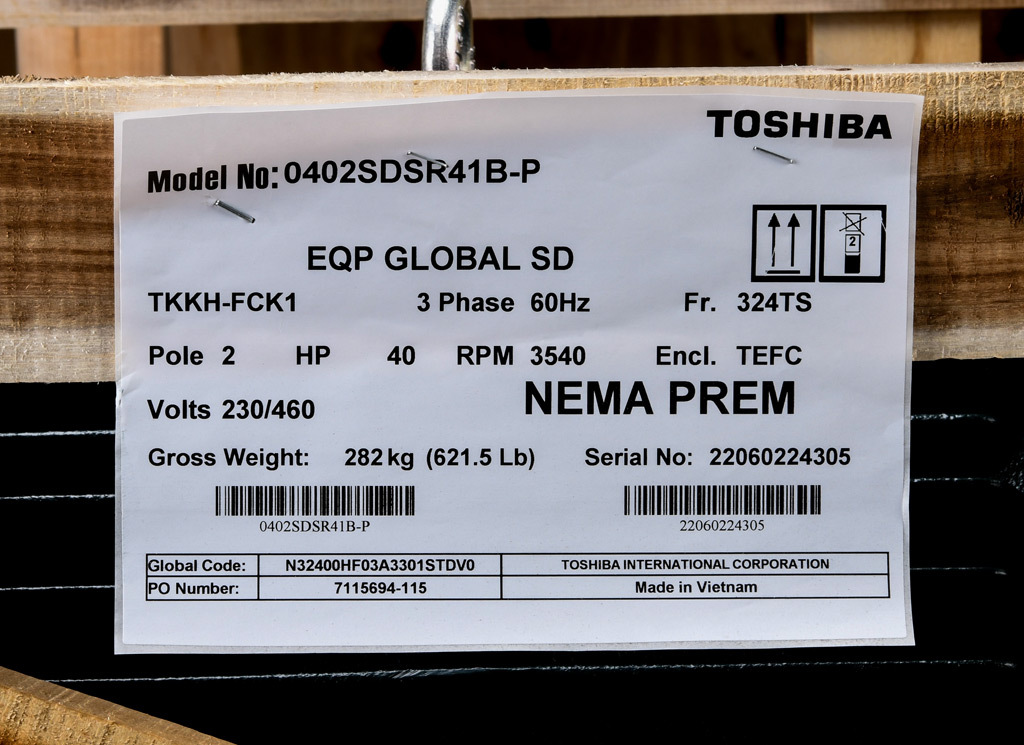 TOSHIBA
Model No: 0402SDSR41B-P
2
EQP GLOBAL SD
TKKH-FCK1 3 Phase 60Hz Fr. 324TS
Pole 2 HP 40 RPM 3540 Encl. TEFC
NEMA PREM
Volts 230/460
Gross Weight: 282 kg (621.5 Lb) Serial No: 22060224305
0402SDSR41B-P 22060224305
Global Code: N32400HF03A3301STDV0 TOSHIBA INTERNATIONAL CORPORATION
PO Number: 7115694-115 Made in Vietnam